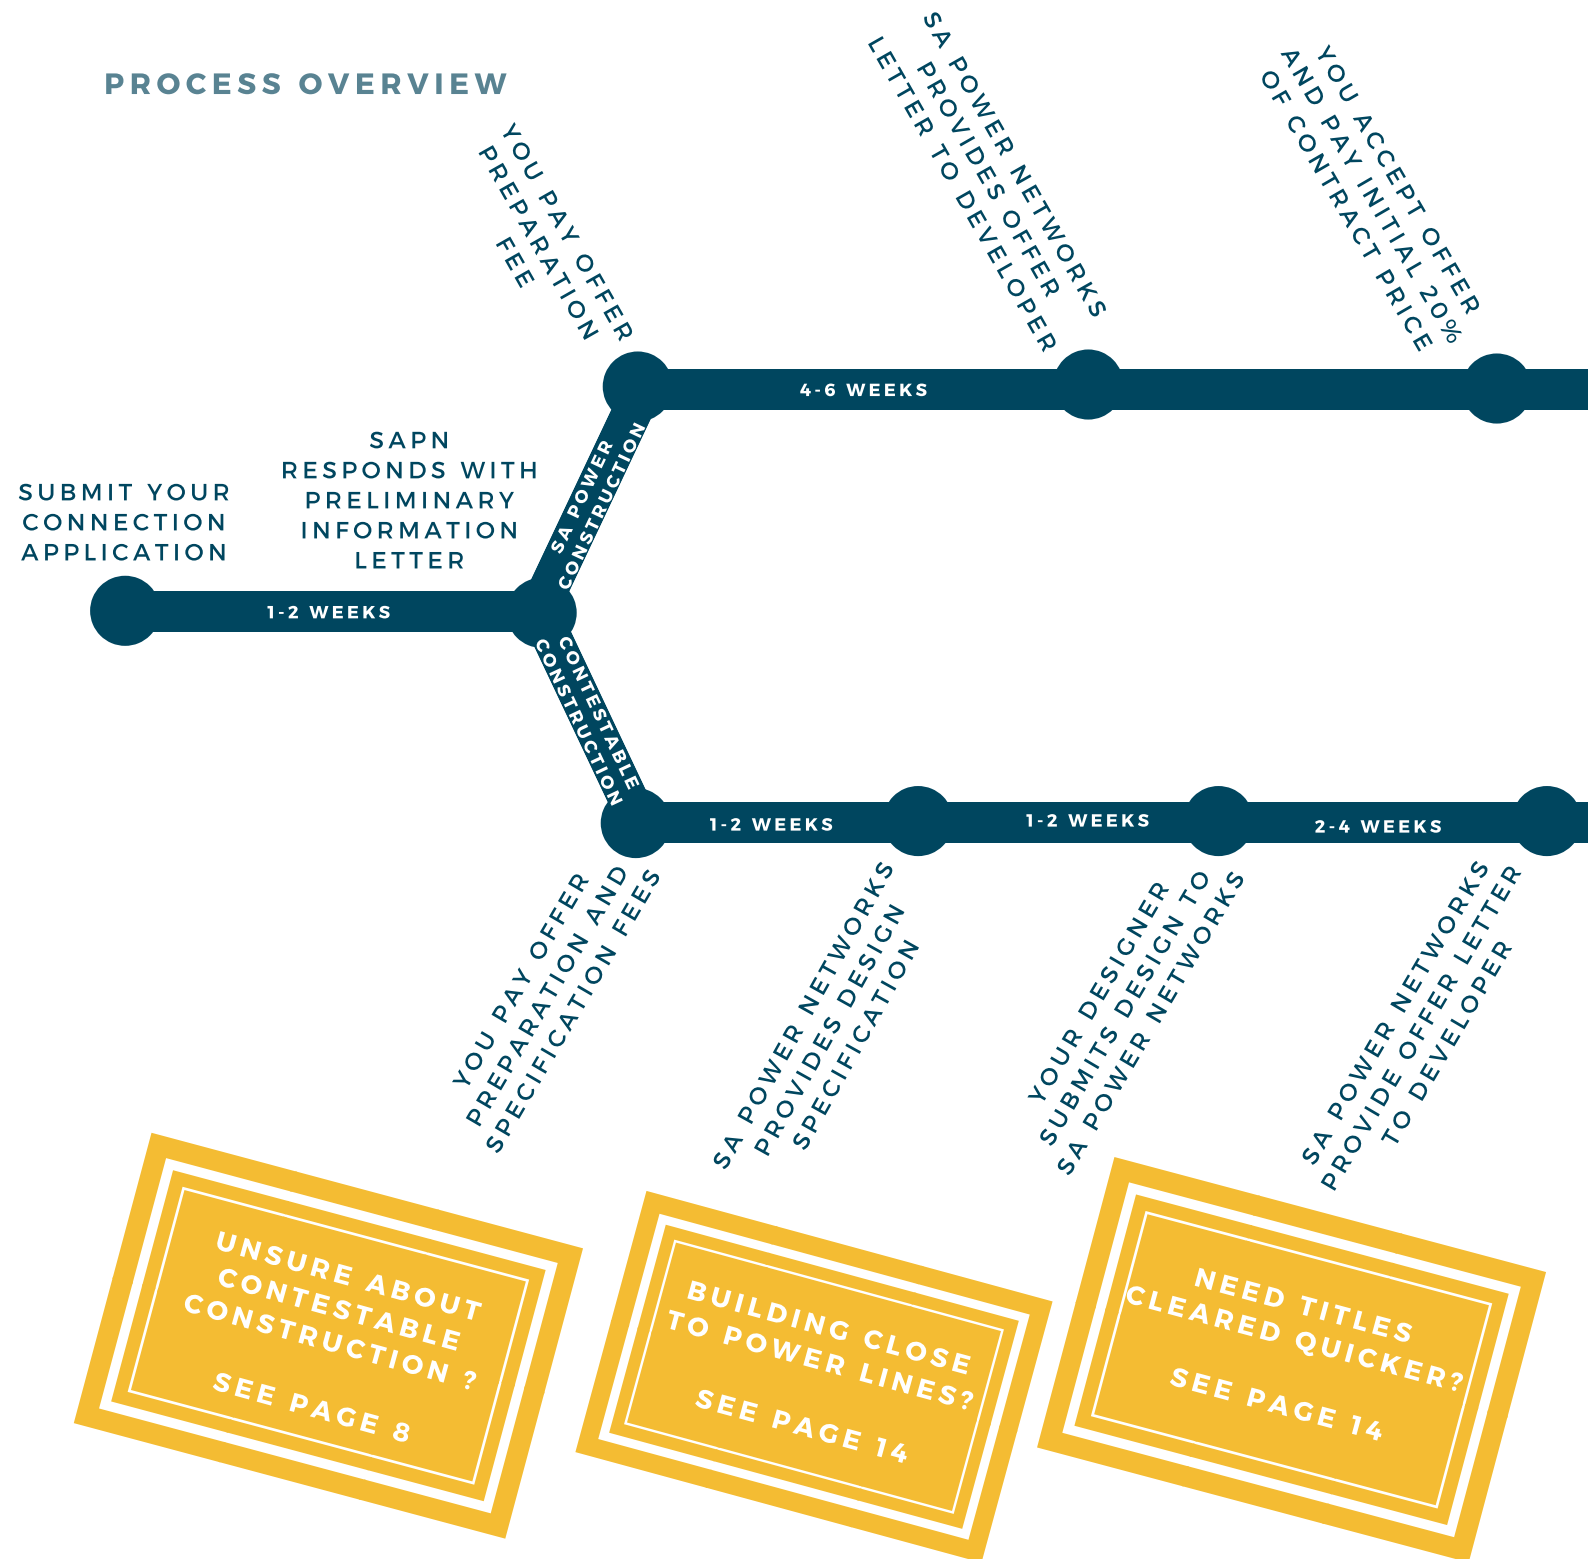 PROCESS OVERVIEW
YOU PAY OFFER
PREPARATION
FEE
SA POWER NETWORKS
PROVIDES OFFER
LETTER TO DEVELOPER
YOU ACCEPT OFFER
AND PAY INITIAL 20%
OF CONTRACT PRICE
4-6 WEEKS
SUBMIT YOUR
CONNECTION
APPLICATION
SAPN
RESPONDS WITH
PRELIMINARY
INFORMATION
LETTER
SA POWER
CONSTRUCTION
1-2 WEEKS
CONTESTABLE
CONSTRUCTION
1-2 WEEKS
1-2 WEEKS
2-4 WEEKS
YOU PAY OFFER
PREPARATION AND
SPECIFICATION FEES
SA POWER NETWORKS
PROVIDES DESIGN
SPECIFICATION
YOUR DESIGNER
SUBMITS DESIGN TO
SA POWER NETWORKS
SA POWER NETWORKS
PROVIDE OFFER LETTER
TO DEVELOPER
UNSURE ABOUT
CONTESTABLE
CONSTRUCTION ?
SEE PAGE 8
BUILDING CLOSE
TO POWER LINES?
SEE PAGE 14
NEED TITLES
CLEARED QUICKER?
SEE PAGE 14